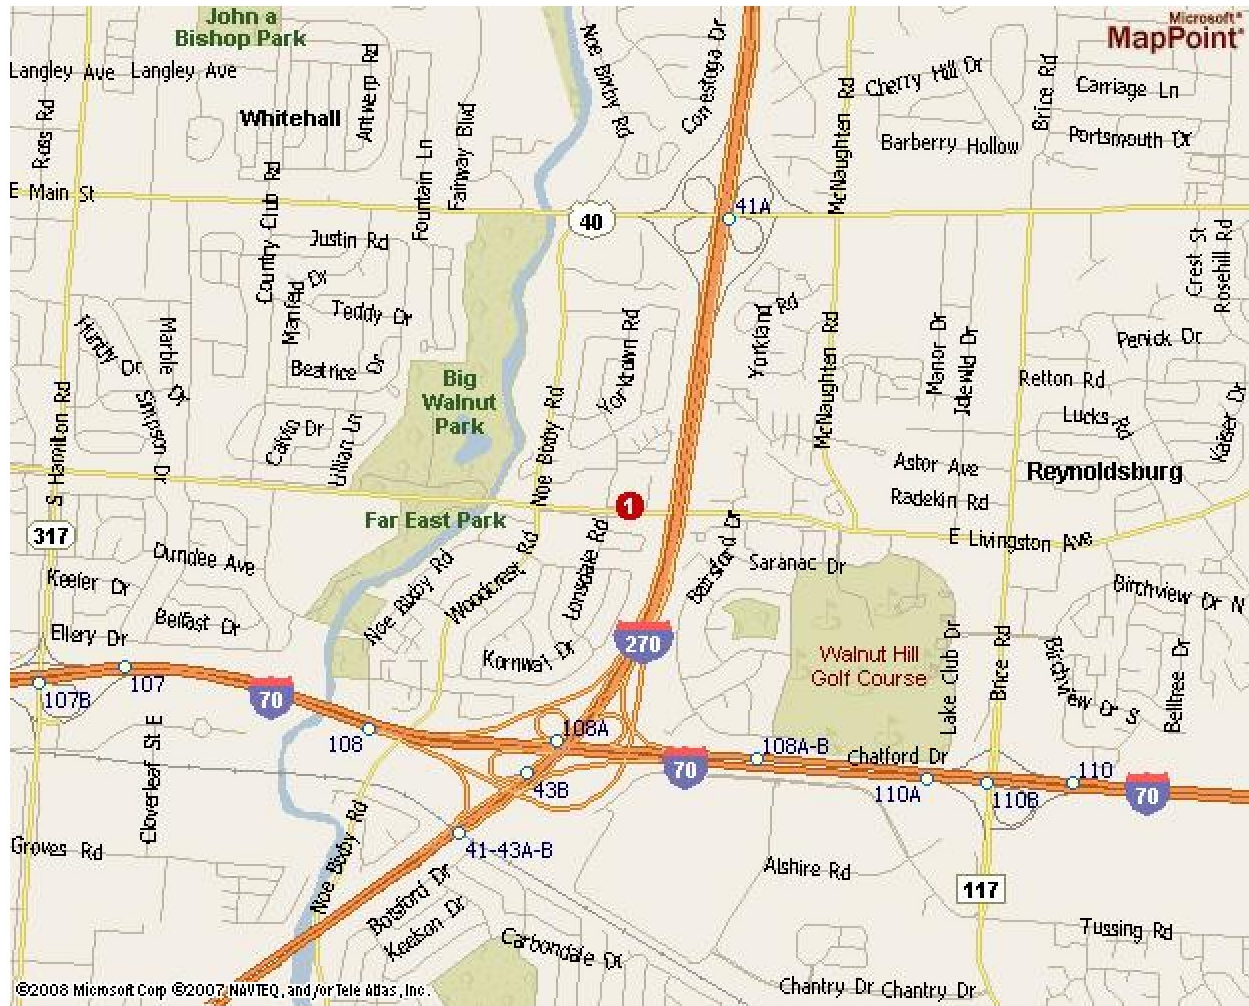 John a
Bishop Park
Microsoft®
MapPoint®
Langley Ave
Langley Ave
Ross Rd
Whitehall
Antwerp Rd
Fountain Ln
Fairway Blvd
Noe Bixby Rd
Conestoga Dr
McNaughten Rd
Cherry Hill Dr
Barberry Hollow
Brice Rd
Carriage Ln
Portsmouth Dr
E Main St
40
41A
Country Club Rd
Justin Rd
Manfeld Dr
Teddy Dr
Beatrice Dr
Crest St
Rosehill Rd
Hundy Dr
Marble Dr
Simpson Dr
S Hamilton Rd
Calvin Dr
Lillian Ln
Big
Walnut
Park
Noe Bixby Rd
Yorktown Rd
Yorkland Rd
McNaughten Rd
Manor Dr
Idlewild Dr
Penick Dr
Retton Rd
Lucks Rd
Kaiser Dr
Astor Ave
Reynoldsburg
Radekin Rd
1
Far East Park
317
E Livingston Ave
Dundee Ave
Keeler Dr
Belfast Dr
Ellery Dr
Noe Bixby Rd
Woodcrest Rd
Lonsdale Rd
Beresford Dr
Saranac Dr
Birchview Dr N
Kornwal Dr
270
Walnut Hill
Golf Course
Lake Club Dr
Brice Rd
Birchview Dr S
Belltree Dr
107
107B
70
108
108A
70
108A-B
Chatford Dr
43B
110A
110B
110
70
Cloverleaf St E
41-43A-B
Groves Rd
Noe Bixby Rd
Botsford Dr
Keelson Dr
Carbondale Dr
Alshire Rd
117
Tussing Rd
Chantry Dr
Chantry Dr
©2008 Microsoft Corp ©2007 NAVTEQ, and/or Tele Atlas, Inc.